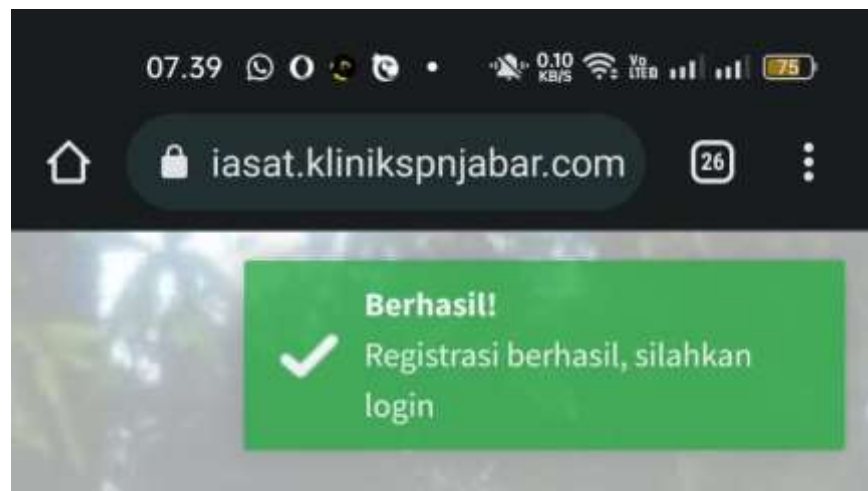 07.39
0.10
KB/S
Vo
LTE
75
iasat.klinikspnjabar.com
26
Berhasil!
Registrasi berhasil, silahkan
login